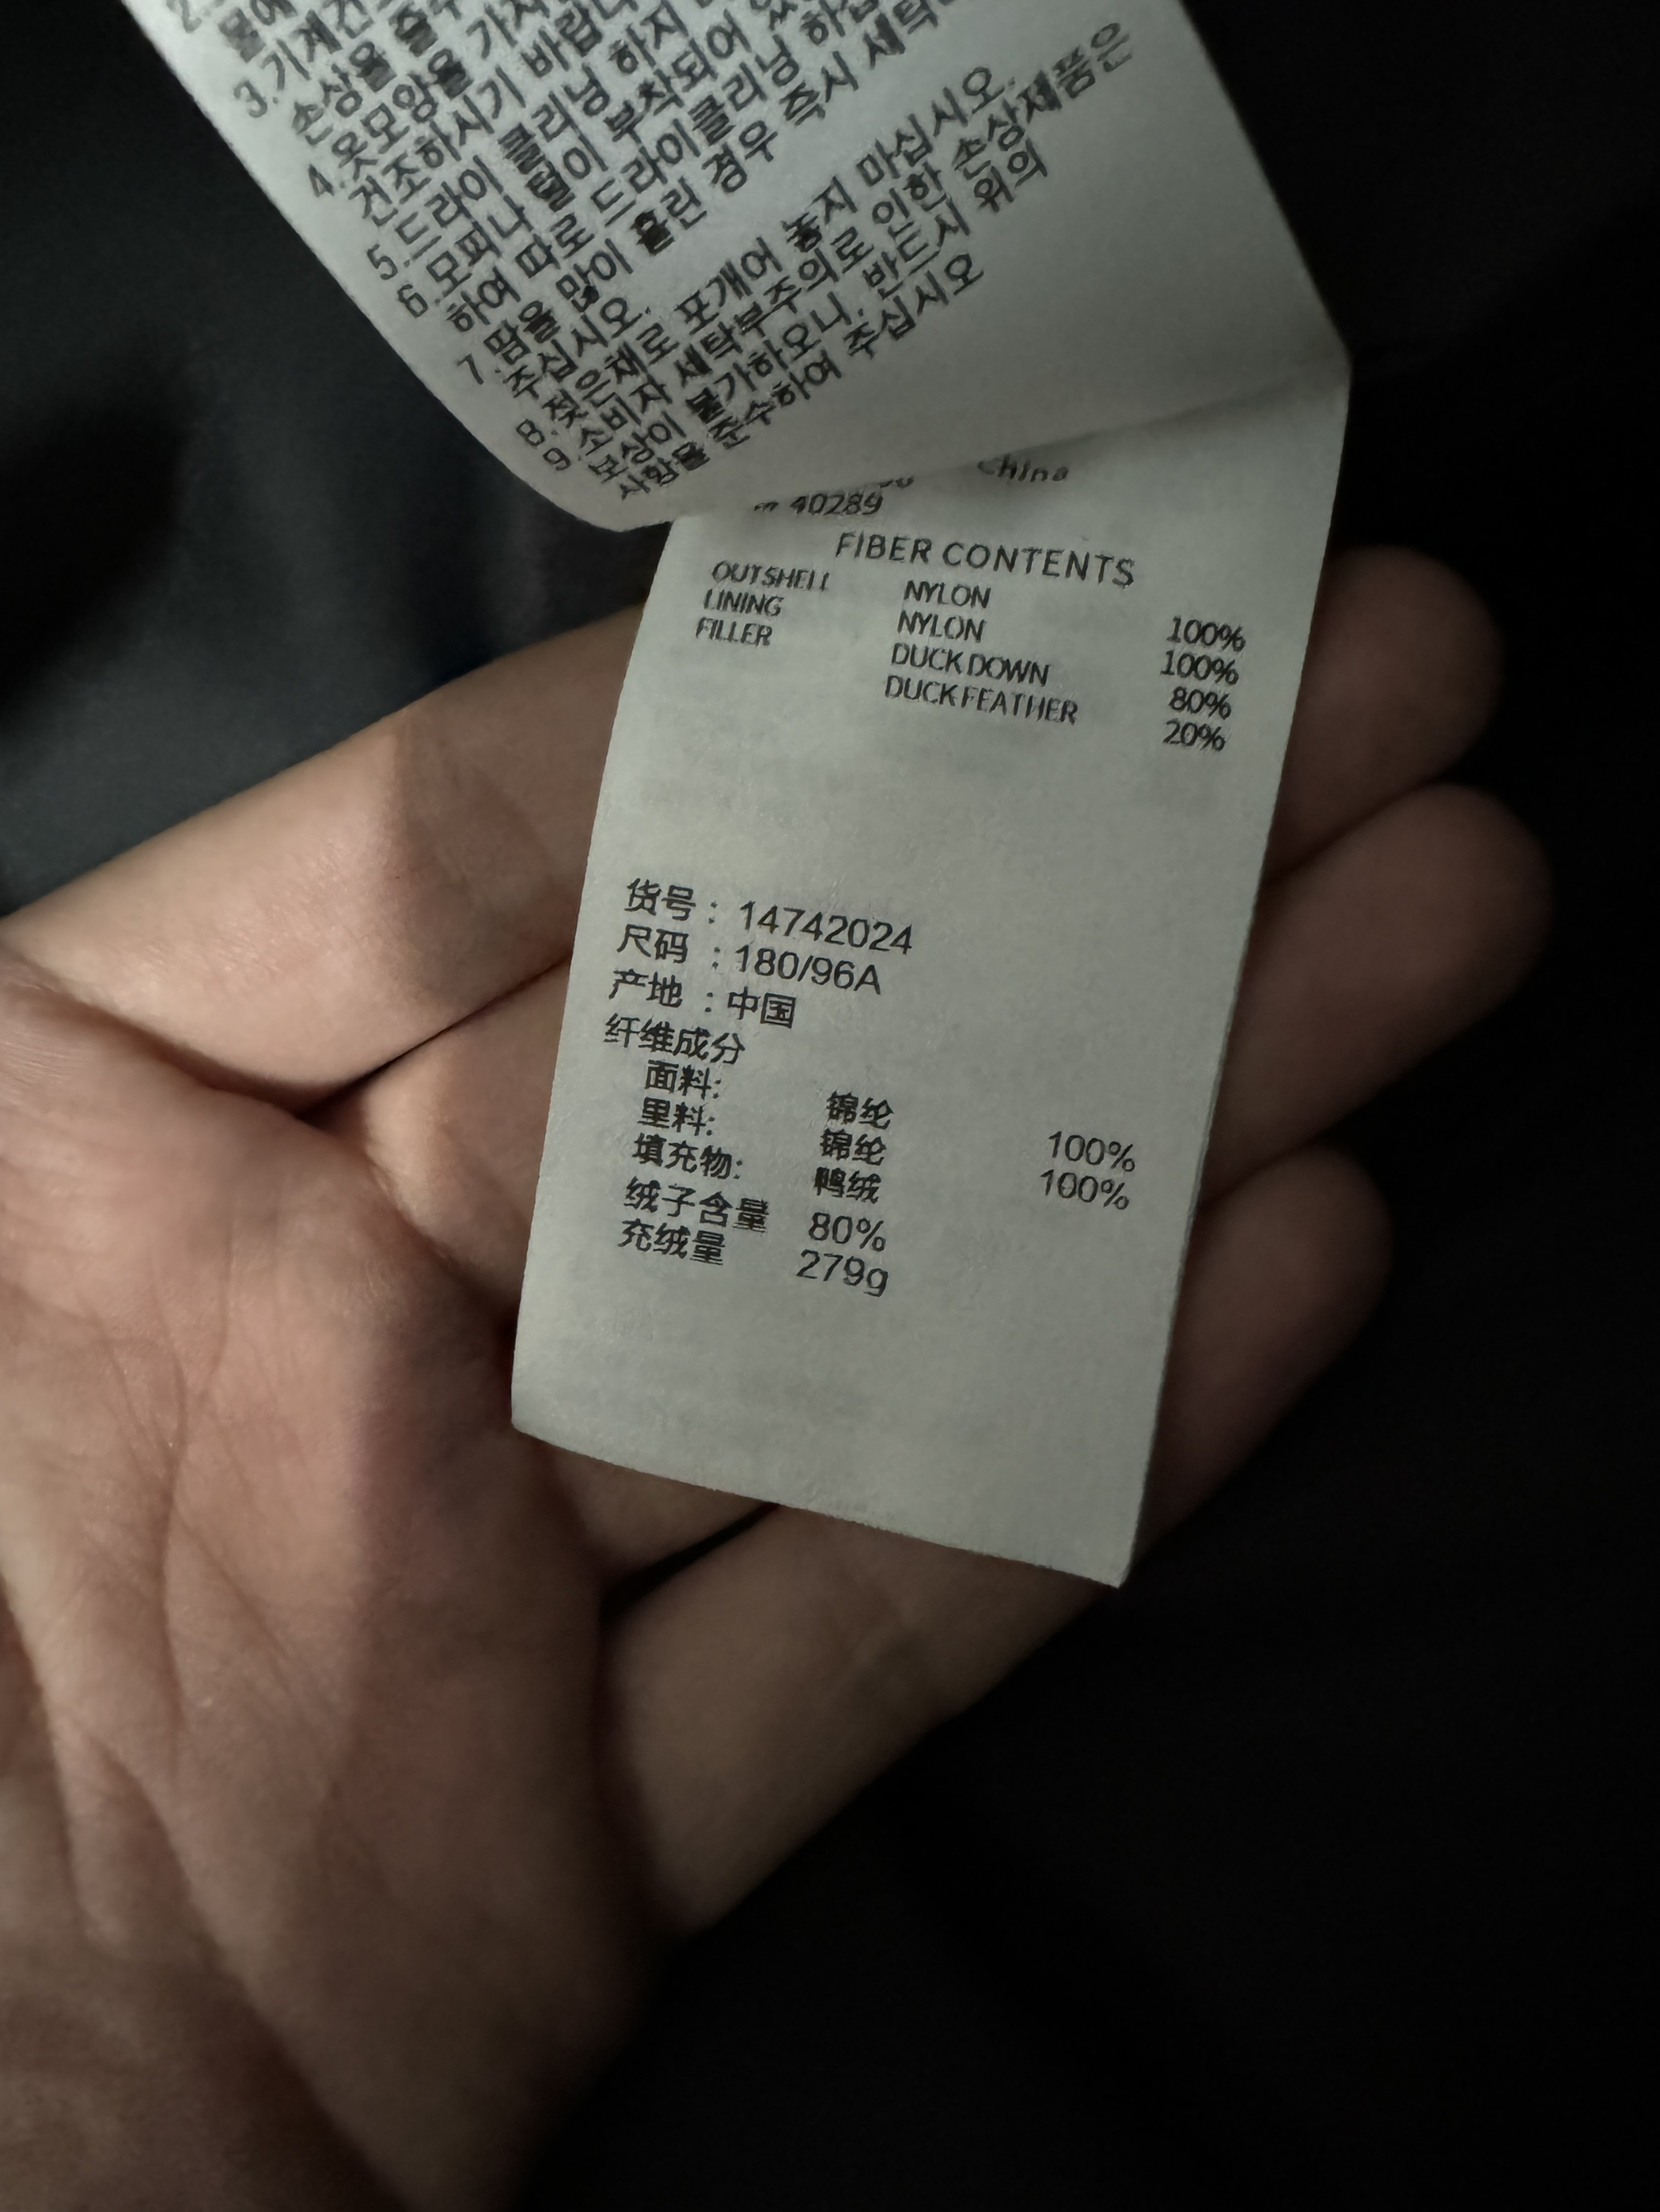 3.기계건
손상을 줄
4.옷모양을 가지
건조하시기 바랍니
5.드라이 클리닝 하지
6.모피나 털이 부착되어
하여 따로 드라이클리닝 하십
7.땀을 많이 흘린 경우 즉시 세탁
주십시오.
8.젖은채로 포개어 놓지 마십시오.
9.소비자 세탁부주의로 인한 손상제품은
보상이 불가하오니, 반드시 위의
사항을 준수하여 주십시오
China
40289
FIBER CONTENTS
OUTSHELL NYLON 100%
LINING NYLON 100%
FILLER DUCK DOWN 80%
DUCK FEATHER 20%
货号：14742024
尺码：180/96A
产地：中国
纤维成分
面料: 锦纶 100%
里料: 锦纶 100%
填充物: 鸭绒
绒子含量 80%
充绒量 279g